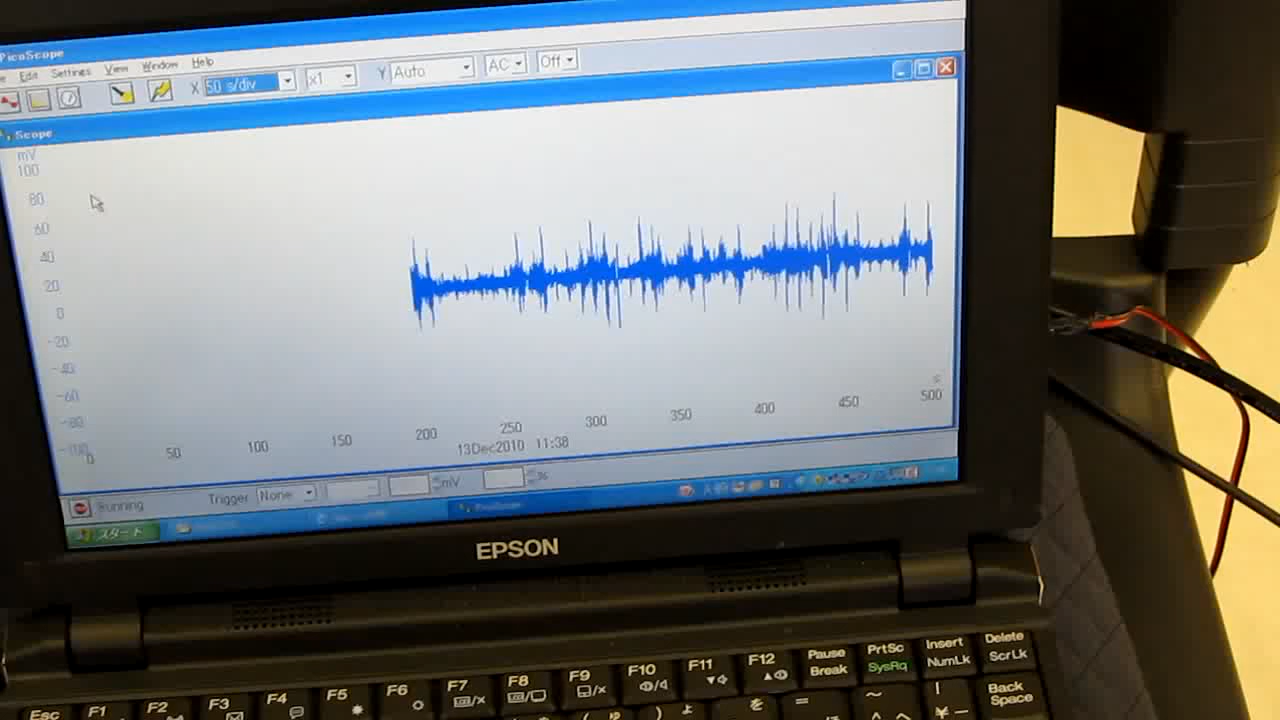 PicoScope
Edit Settings View Window Help
X 50 s/div x1 Y Auto AC Off
Scope
mV
100
80
60
40
20
0
-20
-40
-60
-80
-100
s
0 50 100 150 200 250 300 350 400 450 500
13Dec2010 11:38
Running Trigger None mV %
スタート
EPSON
Esc F1 F2 F3 F4 F5 F6 F7 F8 F9 F10 F11 F12 Pause Break PrtSc SysRq Insert NumLk Delete ScrLk
Back Space